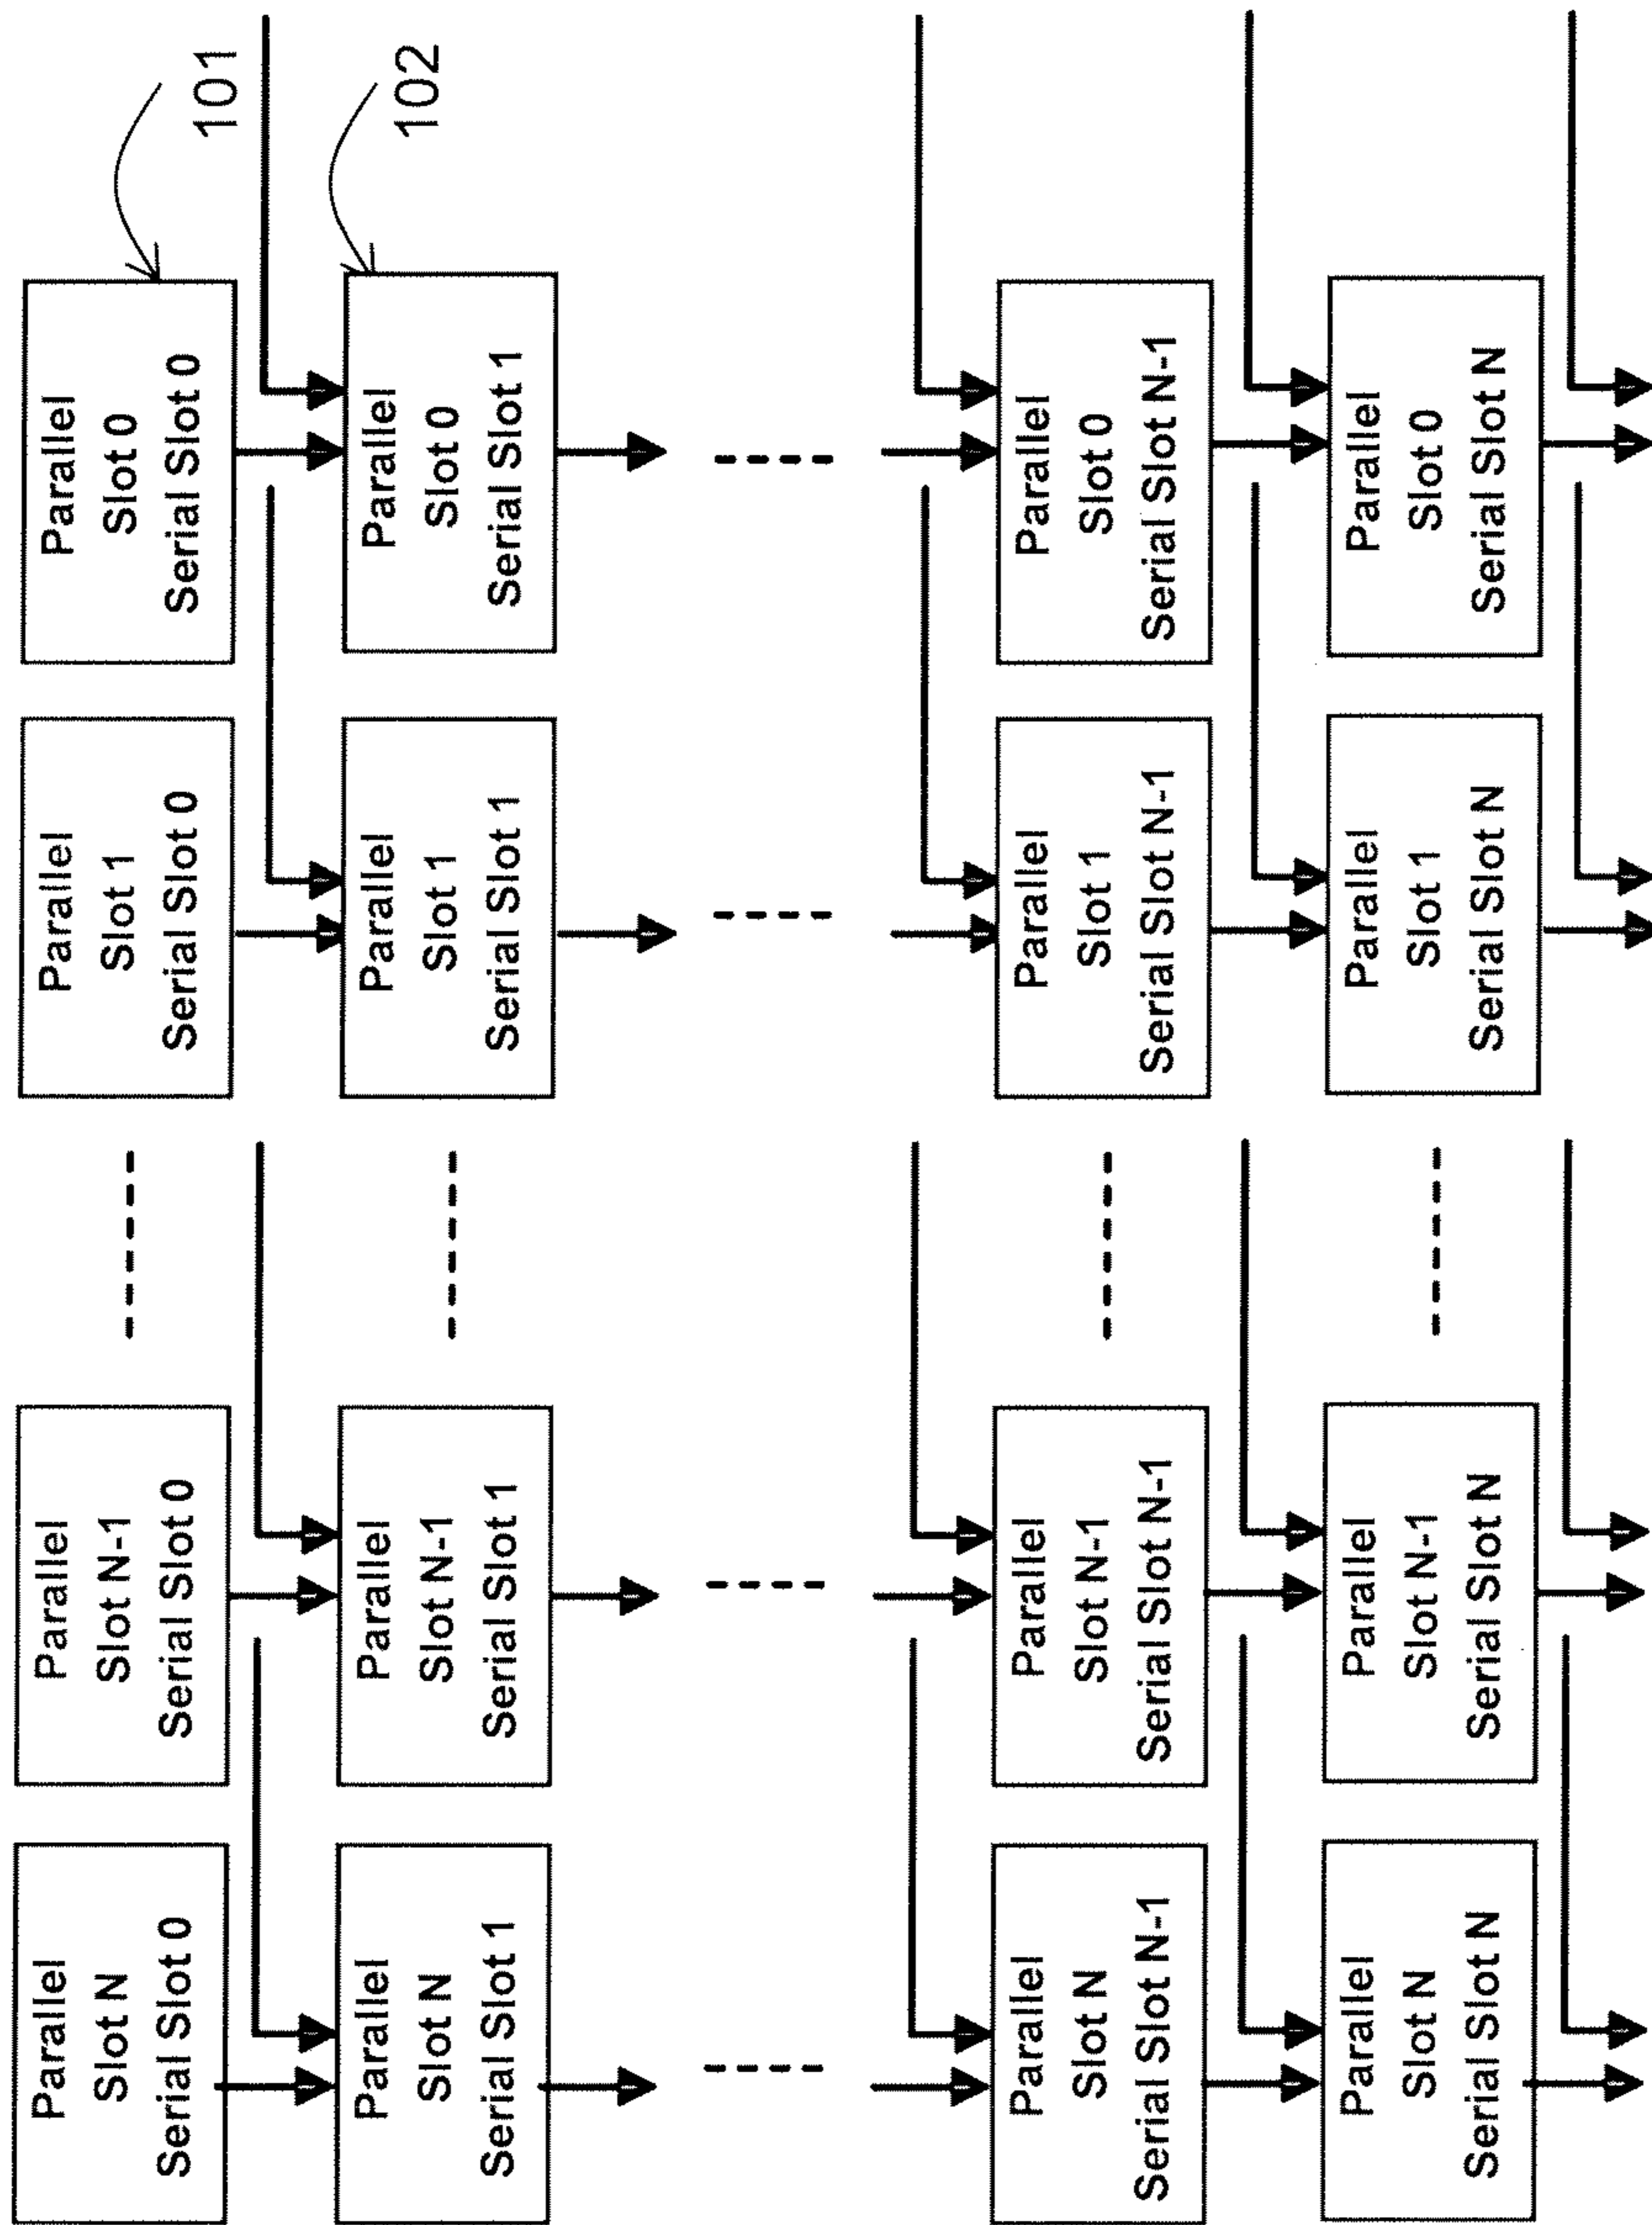 Parallel
Slot N
Serial Slot 0
Parallel
Slot N-1
Serial Slot 0
Parallel
Slot 1
Serial Slot 0
Parallel
Slot 0
Serial Slot 0
101
Parallel
Slot N
Serial Slot 1
Parallel
Slot N-1
Serial Slot 1
Parallel
Slot 1
Serial Slot 1
Parallel
Slot 0
Serial Slot 1
102
Parallel
Slot N
Serial Slot N-1
Parallel
Slot N-1
Serial Slot N-1
Parallel
Slot 1
Serial Slot N-1
Parallel
Slot 0
Serial Slot N-1
Parallel
Slot N
Serial Slot N
Parallel
Slot N-1
Serial Slot N
Parallel
Slot 1
Serial Slot N
Parallel
Slot 0
Serial Slot N